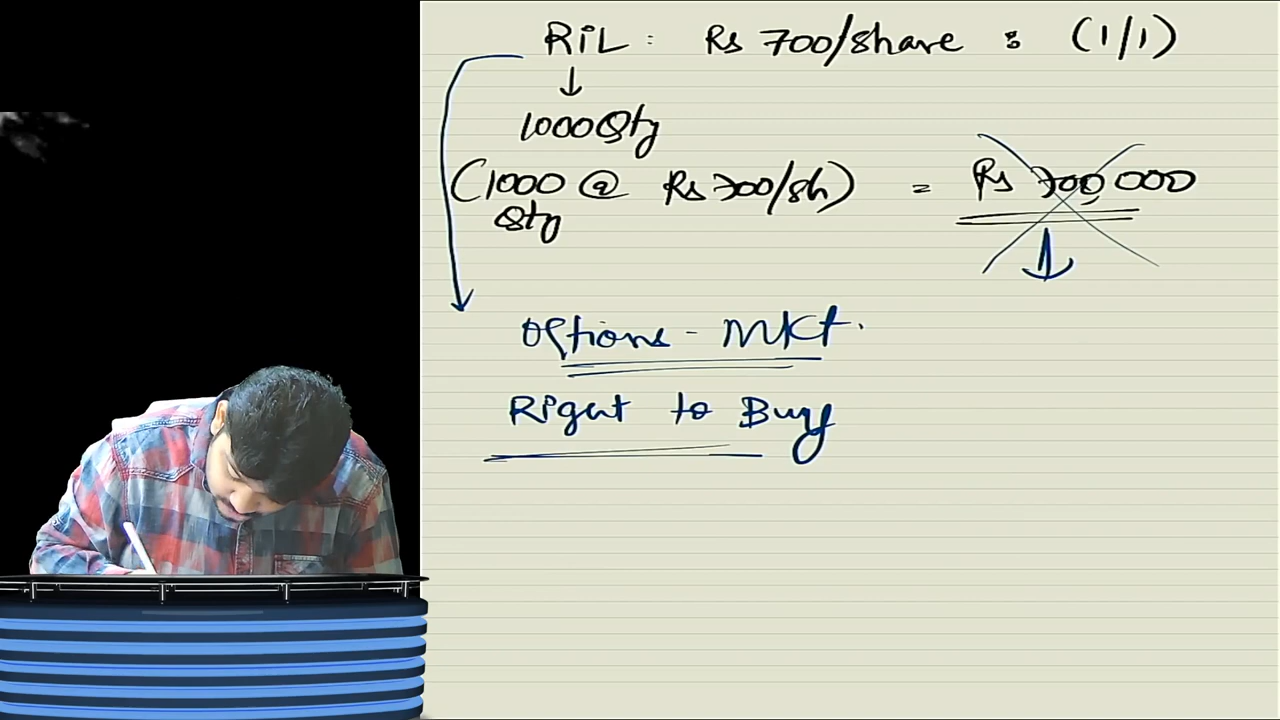 RIL : Rs 700/share : (1/1)
1000 Qty
(1000 @ Rs 700/sh) = Rs 700,000
Qty
Options - Mkt.
Right to Buy